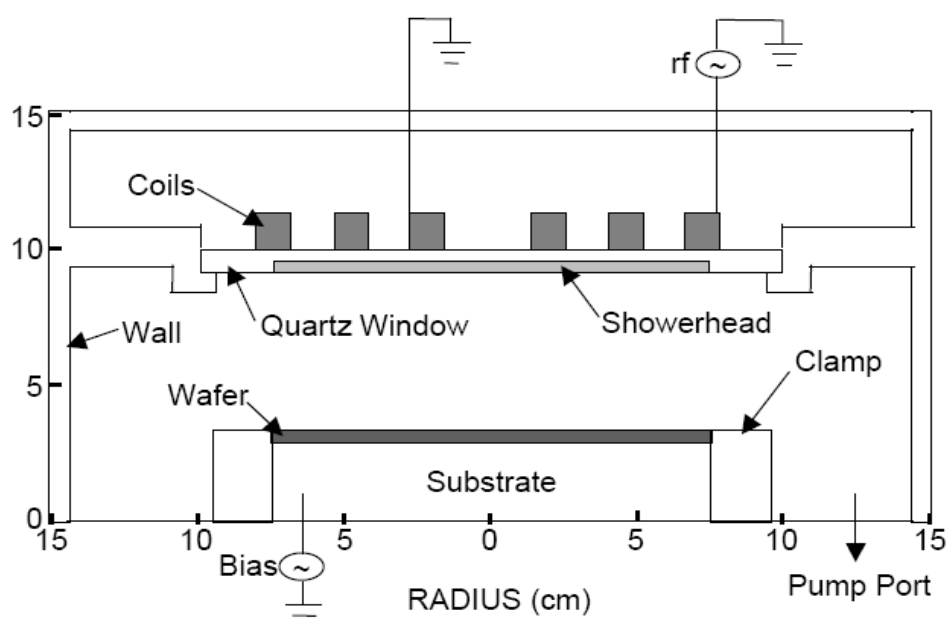 rf
~
15
Coils
10
Quartz Window
Showerhead
Wall
Clamp
5
Wafer
Substrate
0
15 10 5 0 5 10 15
Bias
~
Pump Port
RADIUS (cm)